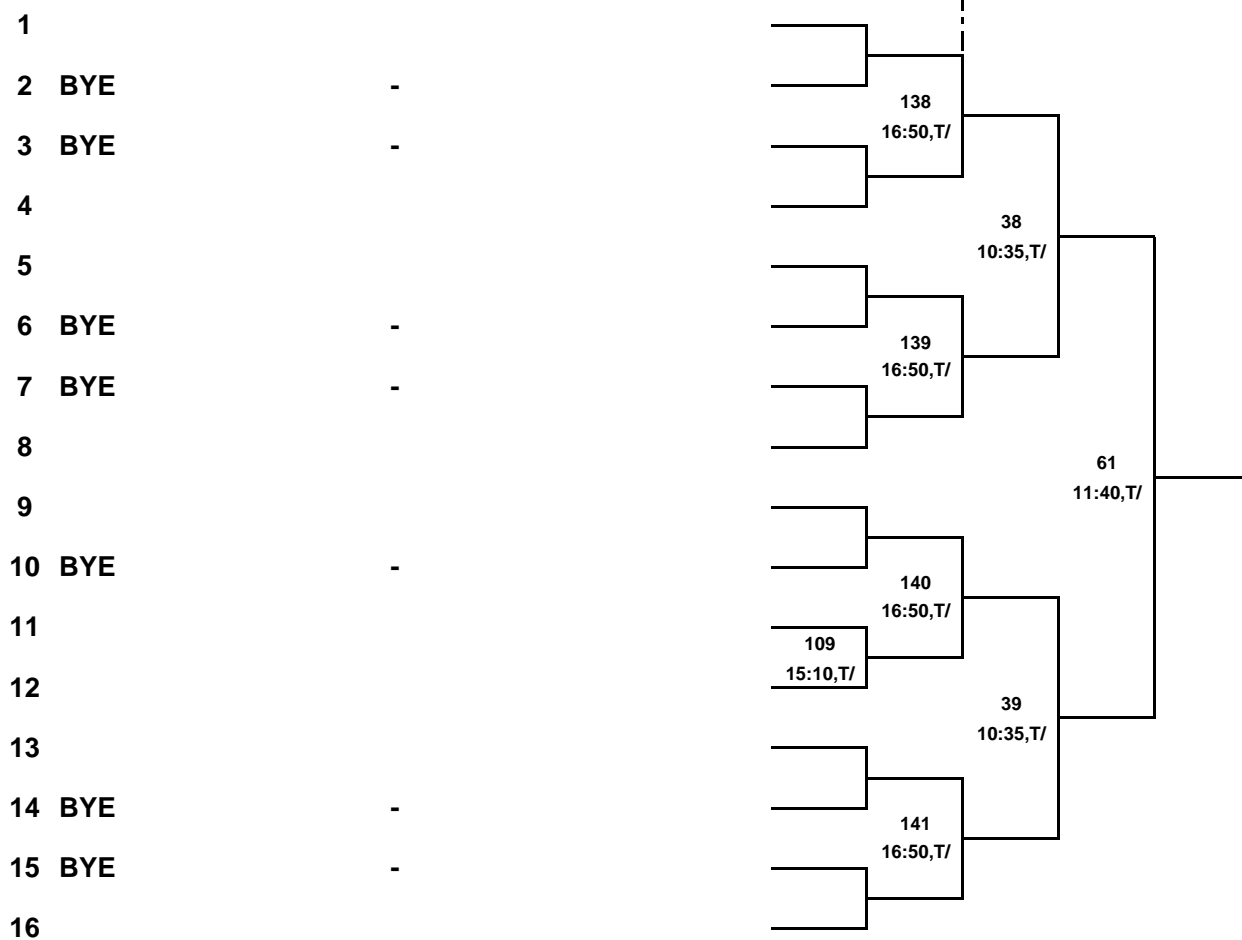 1
2 BYE -
138
16:50,T/
3 BYE -
4
38
10:35,T/
5
6 BYE -
139
16:50,T/
7 BYE -
8
61
11:40,T/
9
10 BYE -
140
16:50,T/
11
109
15:10,T/
12
39
10:35,T/
13
14 BYE -
141
16:50,T/
15 BYE -
16